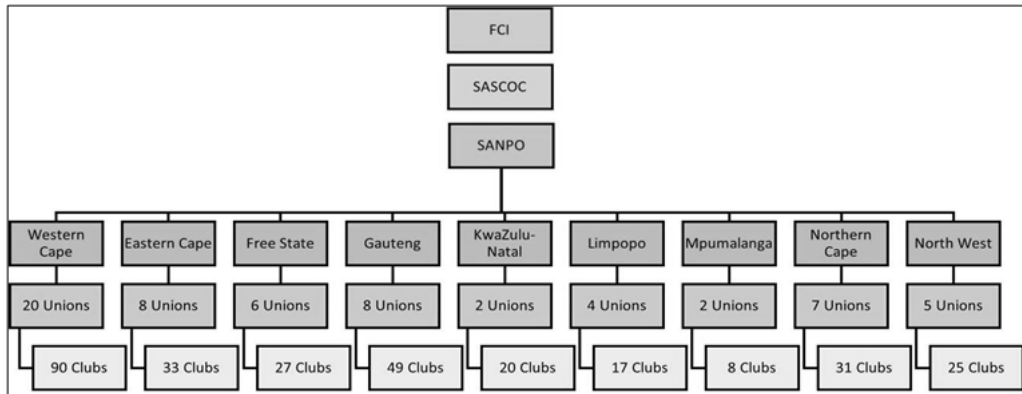 FCI
SASCOC
SANPO
Western
Cape
Eastern Cape
Free State
Gauteng
KwaZulu-
Natal
Limpopo
Mpumalanga
Northern
Cape
North West
20 Unions
8 Unions
6 Unions
8 Unions
2 Unions
4 Unions
2 Unions
7 Unions
5 Unions
90 Clubs
33 Clubs
27 Clubs
49 Clubs
20 Clubs
17 Clubs
8 Clubs
31 Clubs
25 Clubs